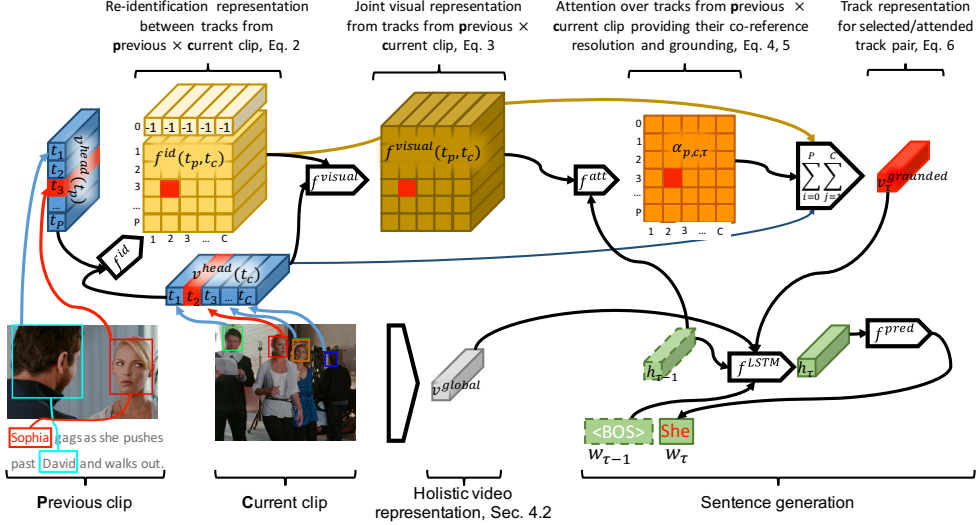 Re-identification representation
between tracks from
previous × current clip, Eq. 2
Joint visual representation
from tracks from previous ×
current clip, Eq. 3
Attention over tracks from previous ×
current clip providing their co-reference
resolution and grounding, Eq. 4, 5
Track representation
for selected/attended
track pair, Eq. 6
0 -1 -1 -1 -1 -1
1
2
3
...
P
f^{id}(t_p, t_c)
1 2 3 ... C
v^{head}(t_p)
t_1
t_2
t_3
...
t_P
f^{id}
v^{head}(t_c)
t_1 t_2 t_3 ... t_C
f^{visual}
f^{visual}(t_p, t_c)
f^{att}
0
1
2
3
...
P
α_{p,c,τ}
1 2 3 ... C
∑_{i=0}^{P} ∑_{j=1}^{C}
v_τ^{grounded}
v^{global}
h_{τ-1}
f^{LSTM}
h_τ
f^{pred}
<BOS> She
w_{τ-1} w_τ
Sophia gags as she pushes
past David and walks out.
Previous clip
Current clip
Holistic video
representation, Sec. 4.2
Sentence generation